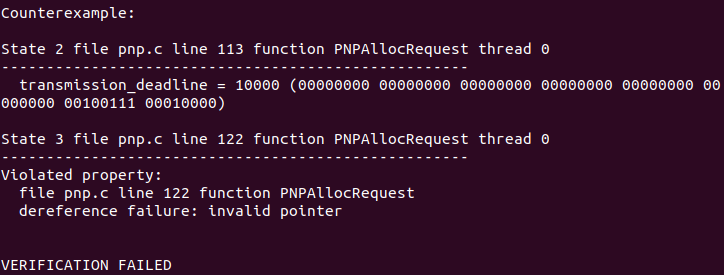 Counterexample:
State 2 file pnp.c line 113 function PNPAllocRequest thread 0
----------------------------------------------------
  transmission_deadline = 10000 (00000000 00000000 00000000 00000000 00000000 00
000000 00100111 00010000)
State 3 file pnp.c line 122 function PNPAllocRequest thread 0
----------------------------------------------------
Violated property:
  file pnp.c line 122 function PNPAllocRequest
  dereference failure: invalid pointer
VERIFICATION FAILED